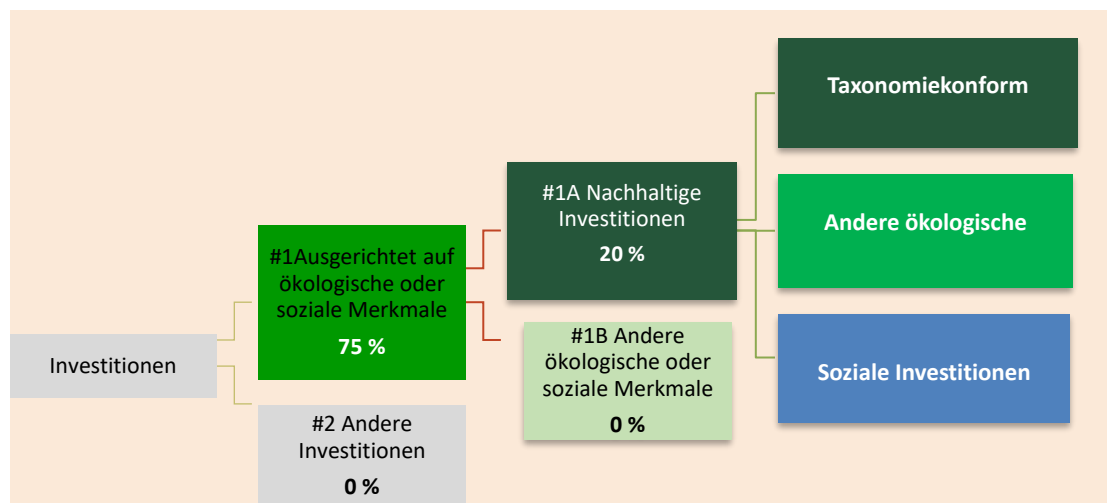 Investitionen
#1Ausgerichtet auf
ökologische oder
soziale Merkmale
75 %
#2 Andere
Investitionen
0 %
#1A Nachhaltige
Investitionen
20 %
#1B Andere
ökologische oder
soziale Merkmale
0 %
Taxonomiekonform
Andere ökologische
Soziale Investitionen